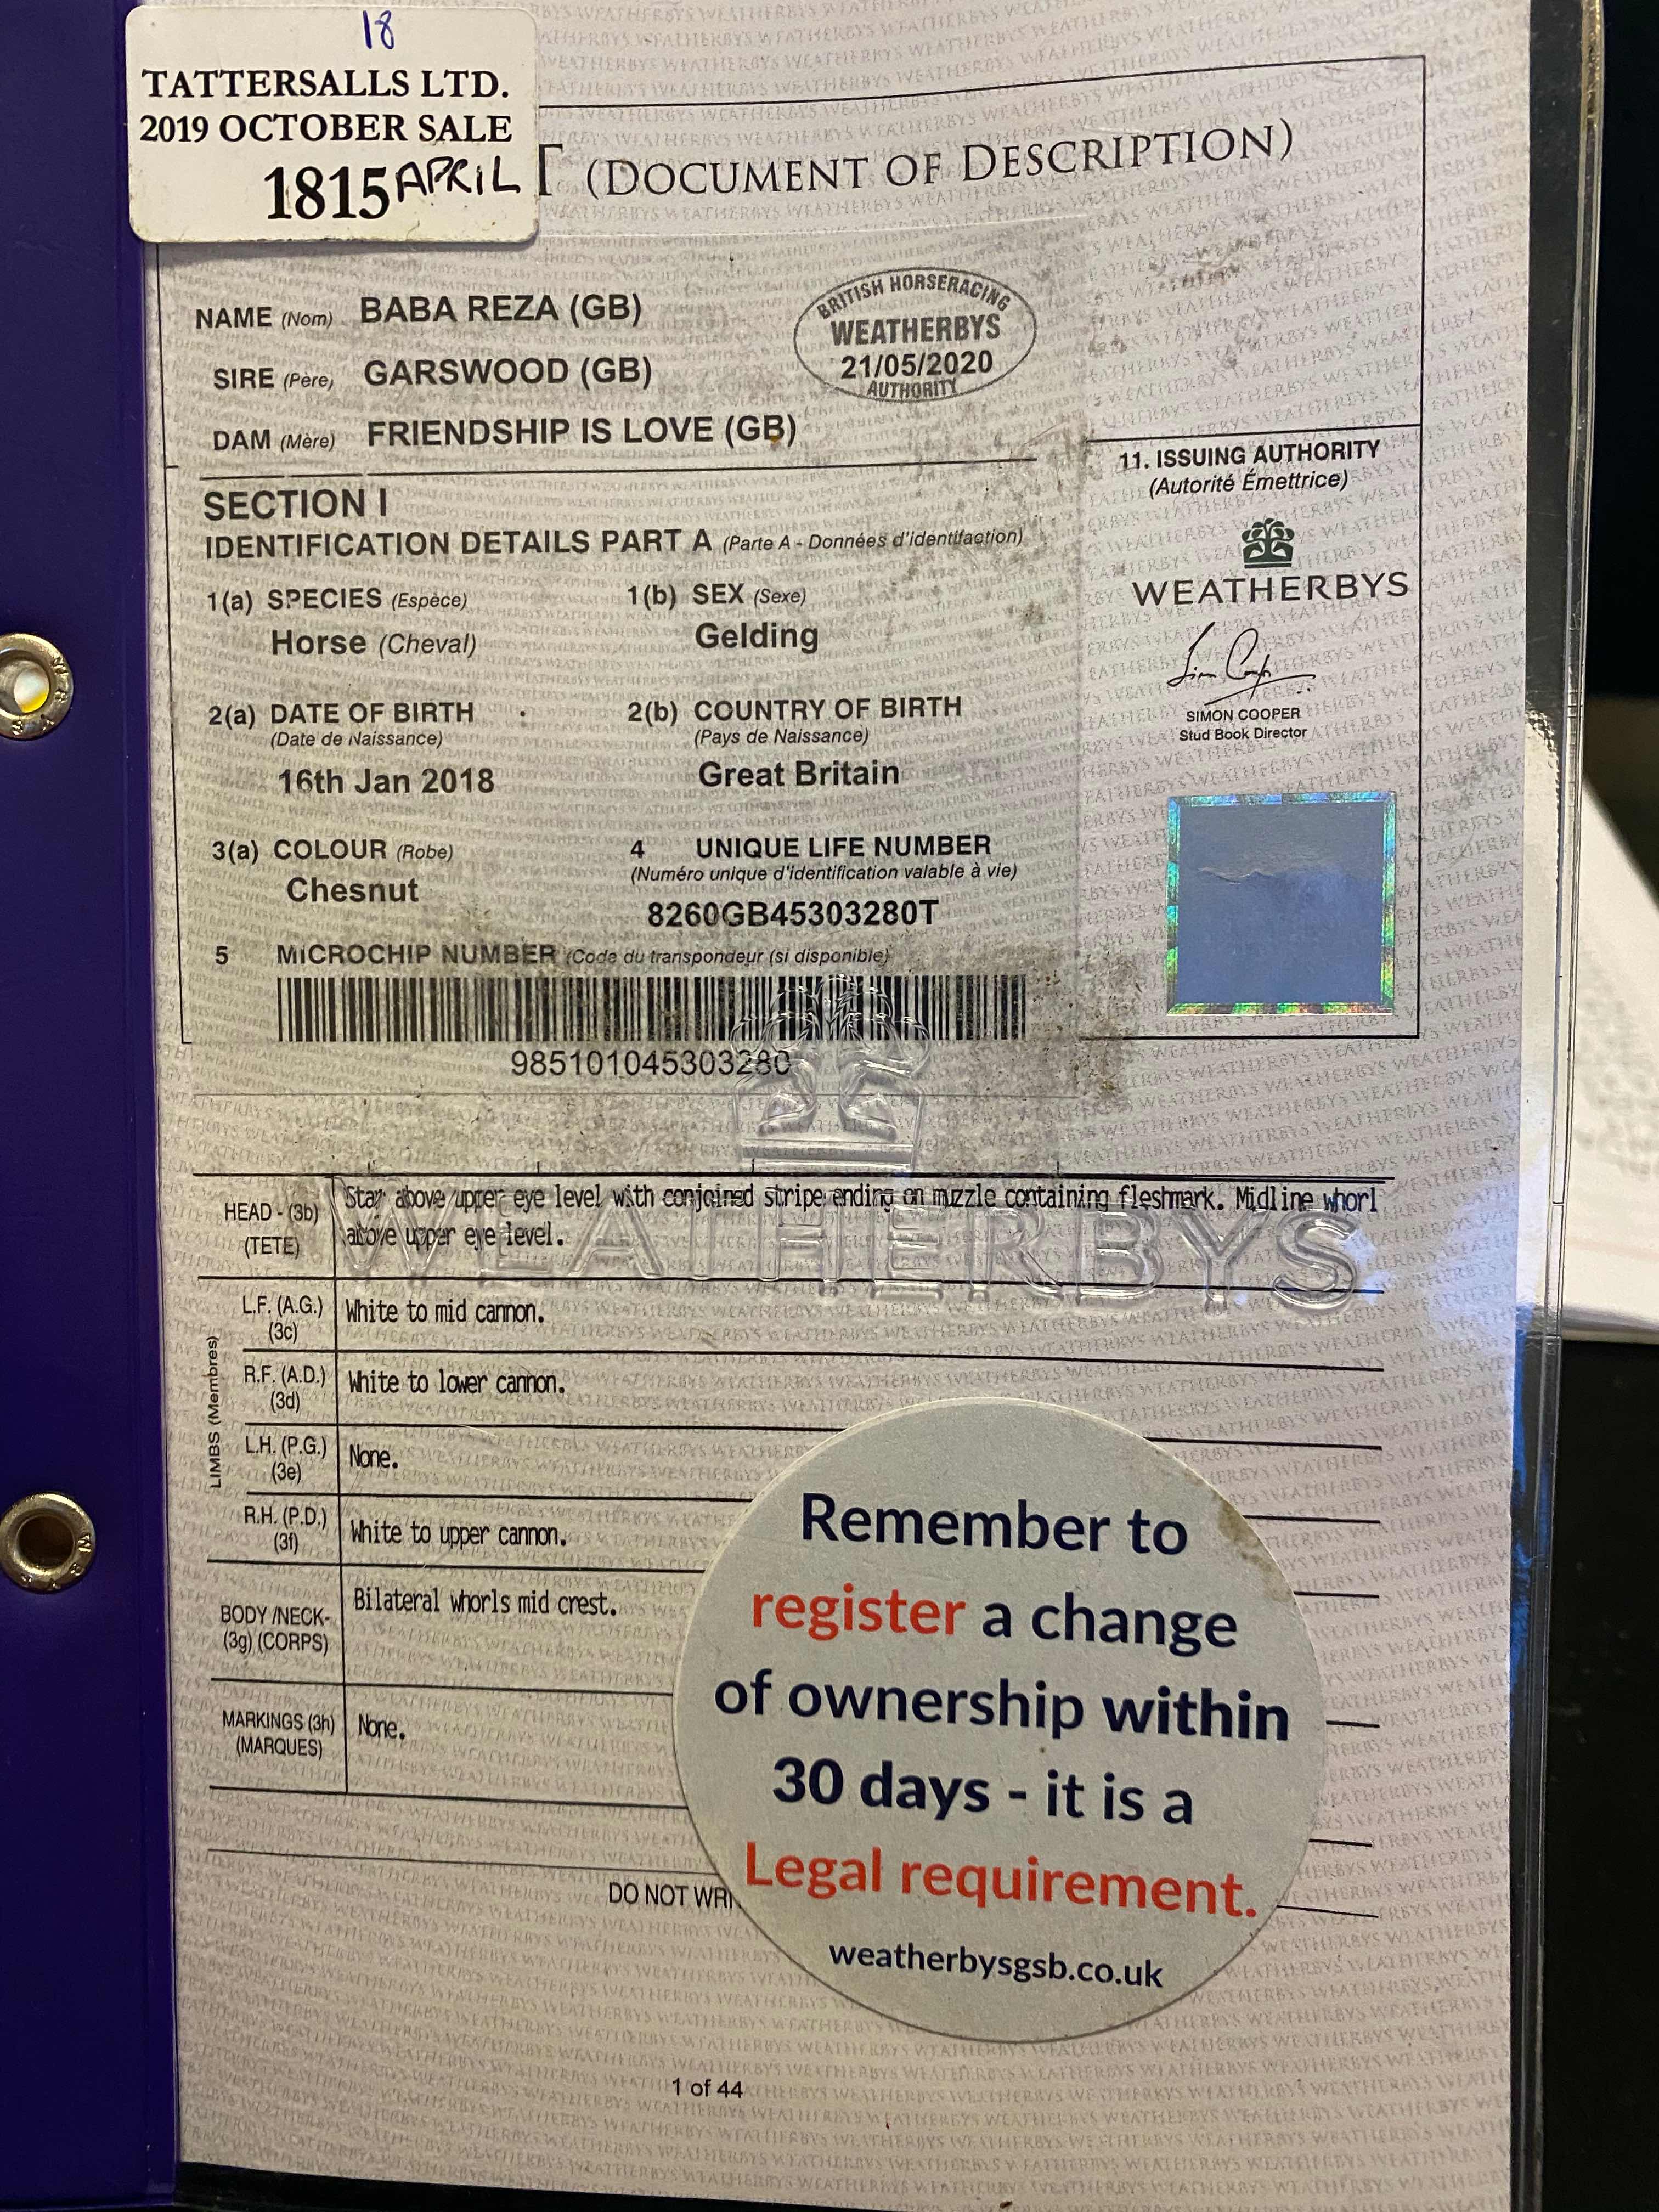 18
TATTERSALLS LTD.
2019 OCTOBER SALE
1815 APRIL
T (DOCUMENT OF DESCRIPTION)
NAME (Nom) BABA REZA (GB)
SIRE (Père) GARSWOOD (GB)
DAM (Mère) FRIENDSHIP IS LOVE (GB)
BRITISH HORSERACING
WEATHERBYS
21/05/2020
AUTHORITY
11. ISSUING AUTHORITY
(Autorité Émettrice)
WEATHERBYS
SIMON COOPER
Stud Book Director
SECTION I
IDENTIFICATION DETAILS PART A (Parte A - Données d'identifaction)
1(a) SPECIES (Espèce)
Horse (Cheval)
1(b) SEX (Sexe)
Gelding
2(a) DATE OF BIRTH
(Date de Naissance)
16th Jan 2018
2(b) COUNTRY OF BIRTH
(Pays de Naissance)
Great Britain
3(a) COLOUR (Robe)
Chesnut
4 UNIQUE LIFE NUMBER
(Numéro unique d'identification valable à vie)
8260GB45303280T
5 MICROCHIP NUMBER (Code du transpondeur (si disponible)
985101045303280
WEATHERBYS
HEAD - (3b)
(TETE)
Star above upper eye level with conjoined stripe ending on muzzle containing fleshmark. Midline whorl
above upper eye level.
LIMBS (Membres)
L.F. (A.G.)
(3c)
White to mid cannon.
R.F. (A.D.)
(3d)
White to lower cannon.
L.H. (P.G.)
(3e)
None.
R.H. (P.D.)
(3f)
White to upper cannon.
BODY /NECK-
(3g) (CORPS)
Bilateral whorls mid crest.
MARKINGS (3h)
(MARQUES)
None.
DO NOT WRI
Remember to
register a change
of ownership within
30 days - it is a
Legal requirement.
weatherbysgsb.co.uk
1 of 44